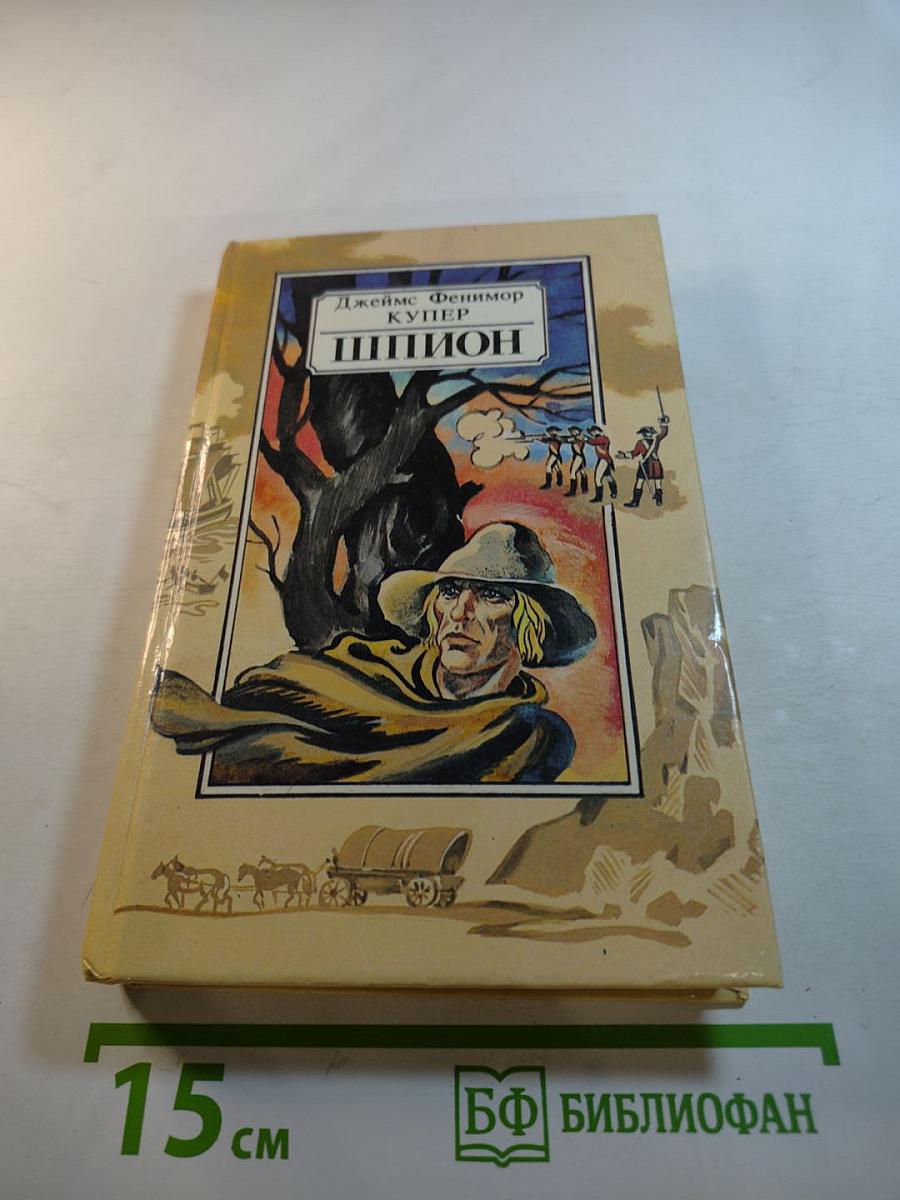 Джеймс Фенимор
КУПЕР
ШПИОН
15 см
БФ БИБЛИОФАН